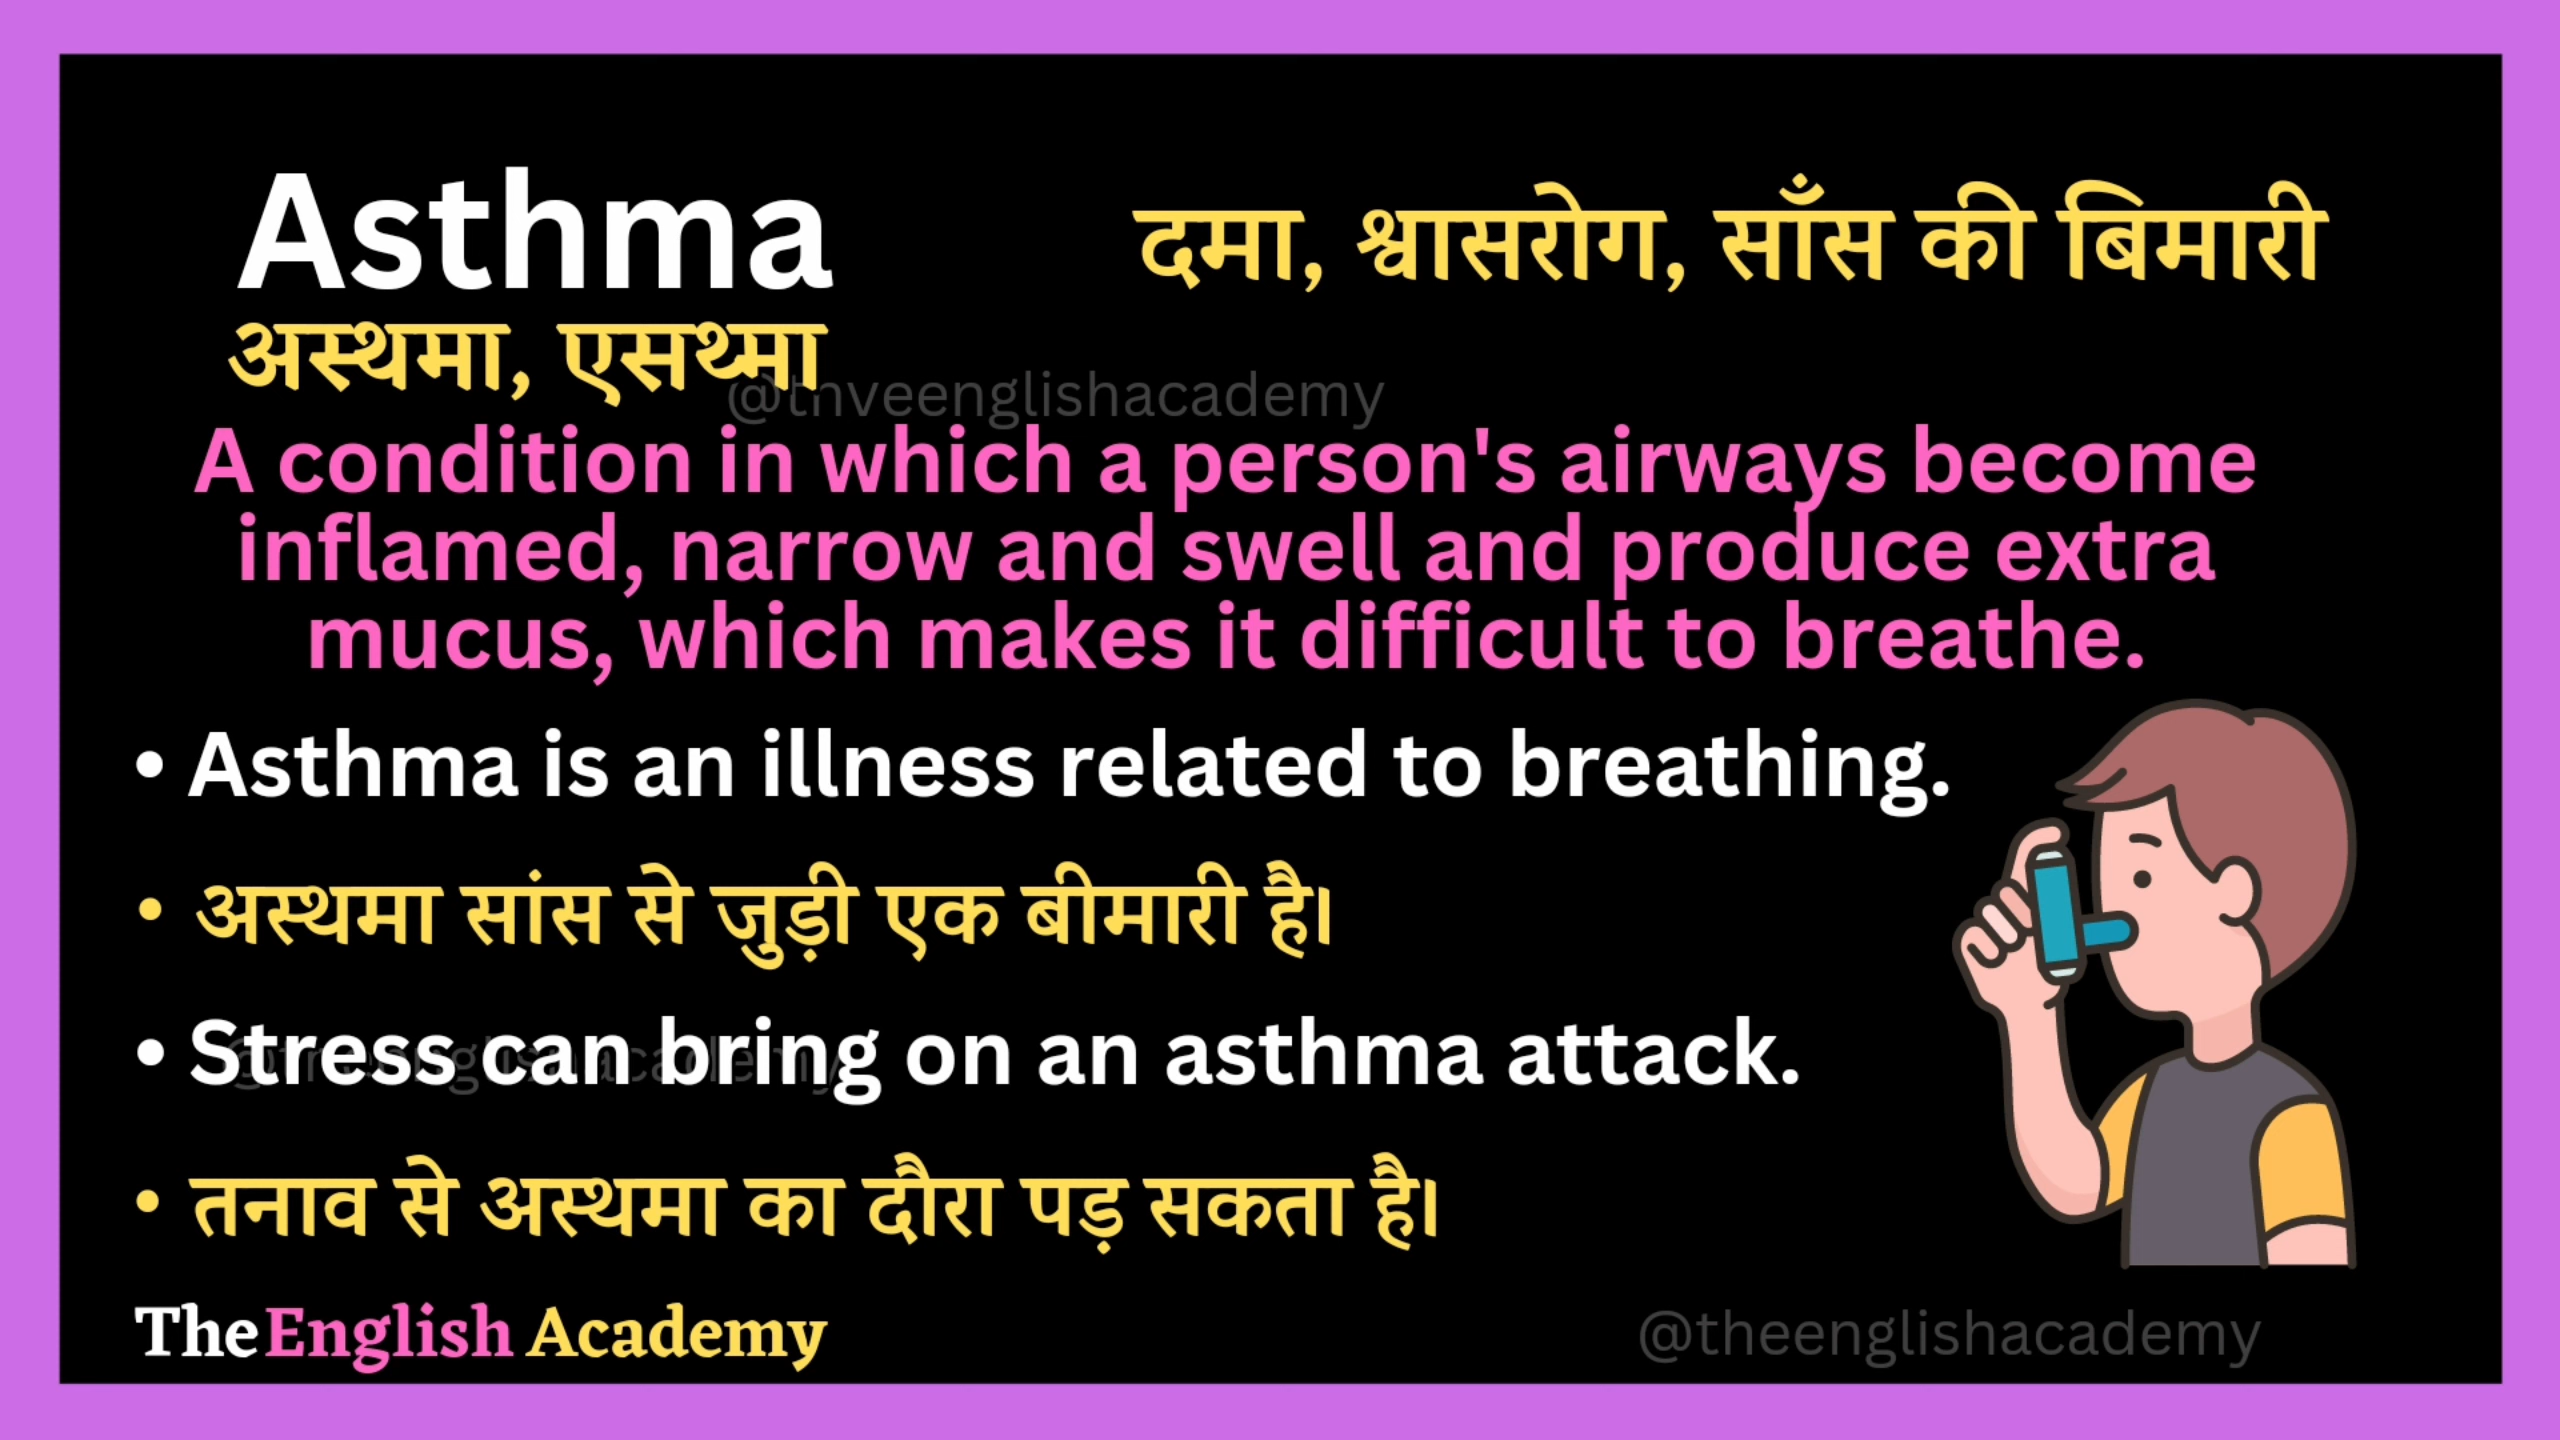 Asthma
दमा, श्वासरोग, साँस की बिमारी
अस्थमा, एसथ्मा
@thveenglishacademy
A condition in which a person's airways become
inflamed, narrow and swell and produce extra
mucus, which makes it difficult to breathe.
• Asthma is an illness related to breathing.
• अस्थमा सांस से जुड़ी एक बीमारी है।
• Stress can bring on an asthma attack.
@theenglishacademy
• तनाव से अस्थमा का दौरा पड़ सकता है।
The English Academy
@theenglishacademy